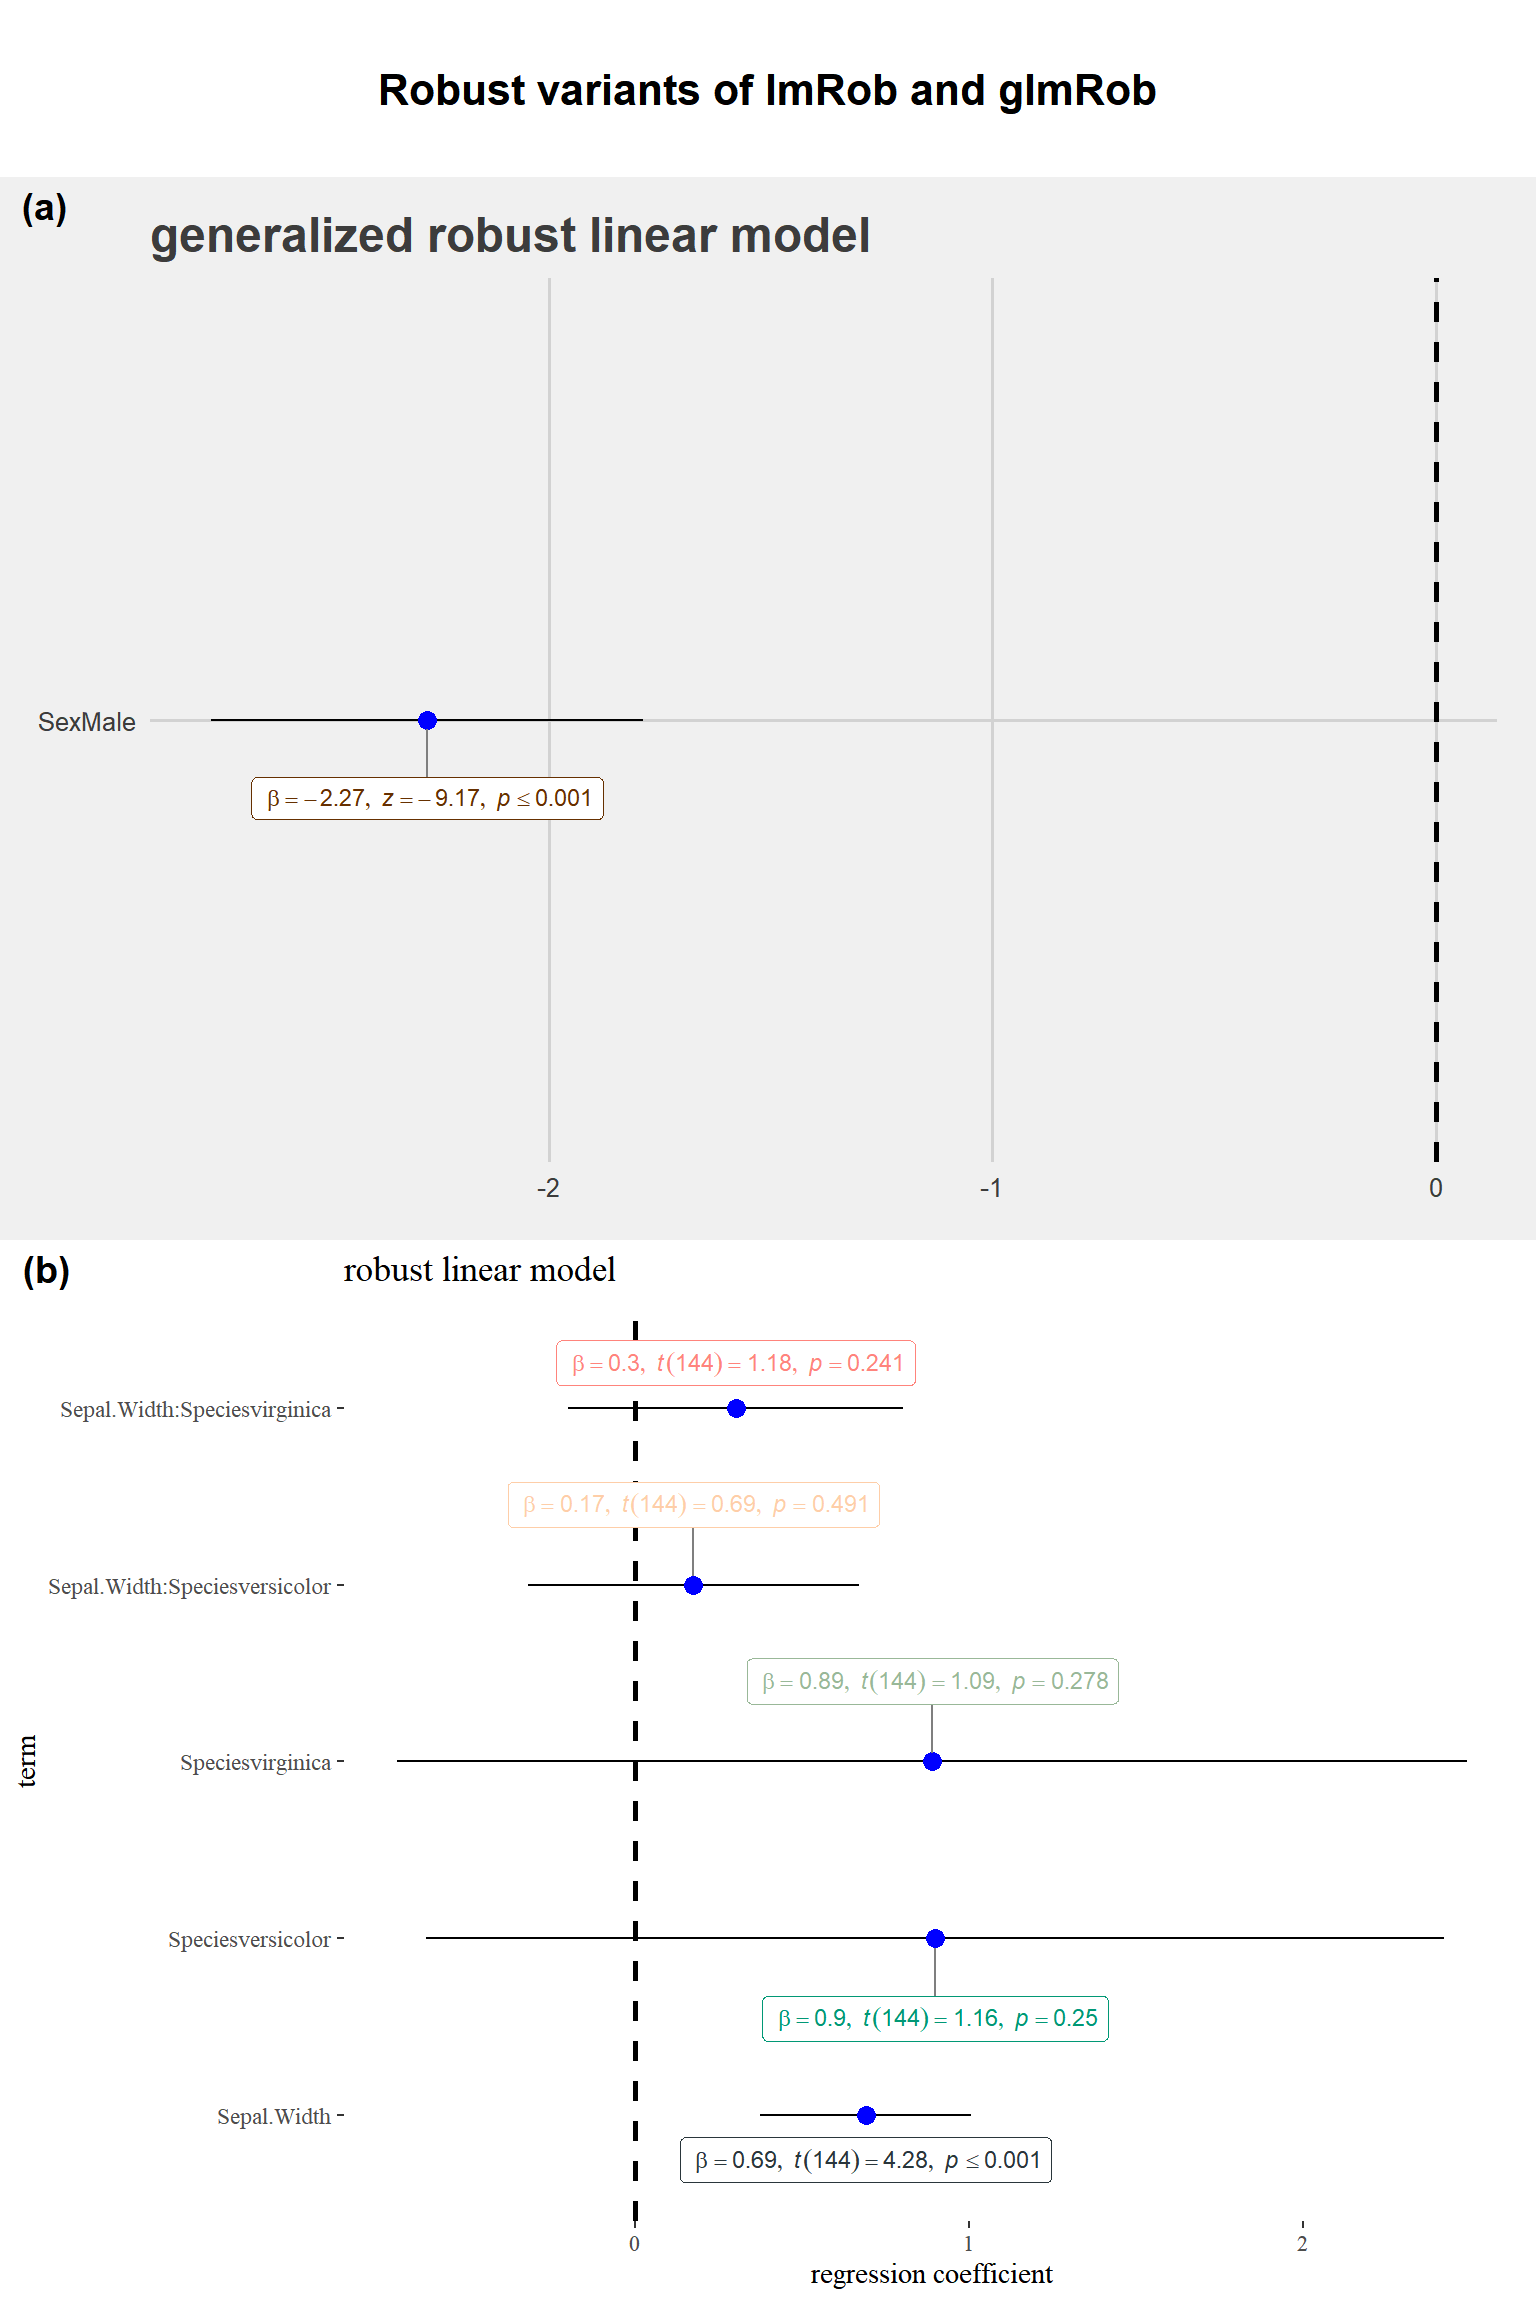 Robust variants of lmRob and glmRob
(a)
generalized robust linear model
SexMale
β = −2.27, z = −9.17, p ≤ 0.001
-2 -1 0
(b)
robust linear model
β = 0.3, t(144) = 1.18, p = 0.241
Sepal.Width:Speciesvirginica
β = 0.17, t(144) = 0.69, p = 0.491
Sepal.Width:Speciesversicolor
β = 0.89, t(144) = 1.09, p = 0.278
Speciesvirginica
term
Speciesversicolor
β = 0.9, t(144) = 1.16, p = 0.25
Sepal.Width
β = 0.69, t(144) = 4.28, p ≤ 0.001
0 1 2
regression coefficient